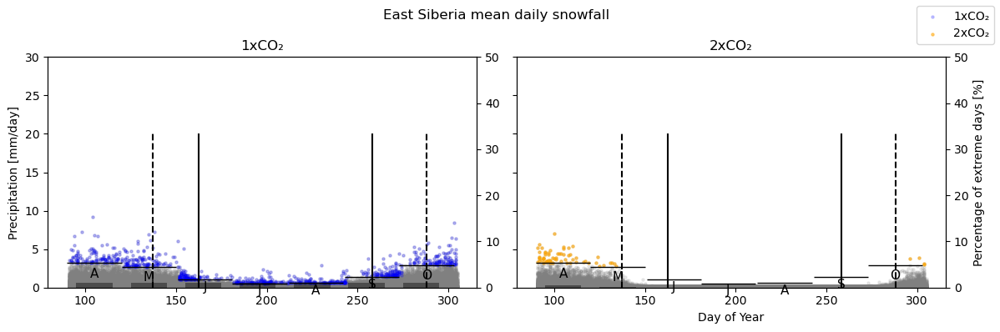 East Siberia mean daily snowfall
1xCO₂
2xCO₂
1xCO₂
2xCO₂
Precipitation [mm/day]
30
25
20
15
10
5
0
50
40
30
20
10
0
50
40
30
20
10
0
Percentage of extreme days [%]
A
M
J
J
A
S
O
A
M
J
J
A
S
O
100
150
200
250
300
100
150
200
250
300
Day of Year